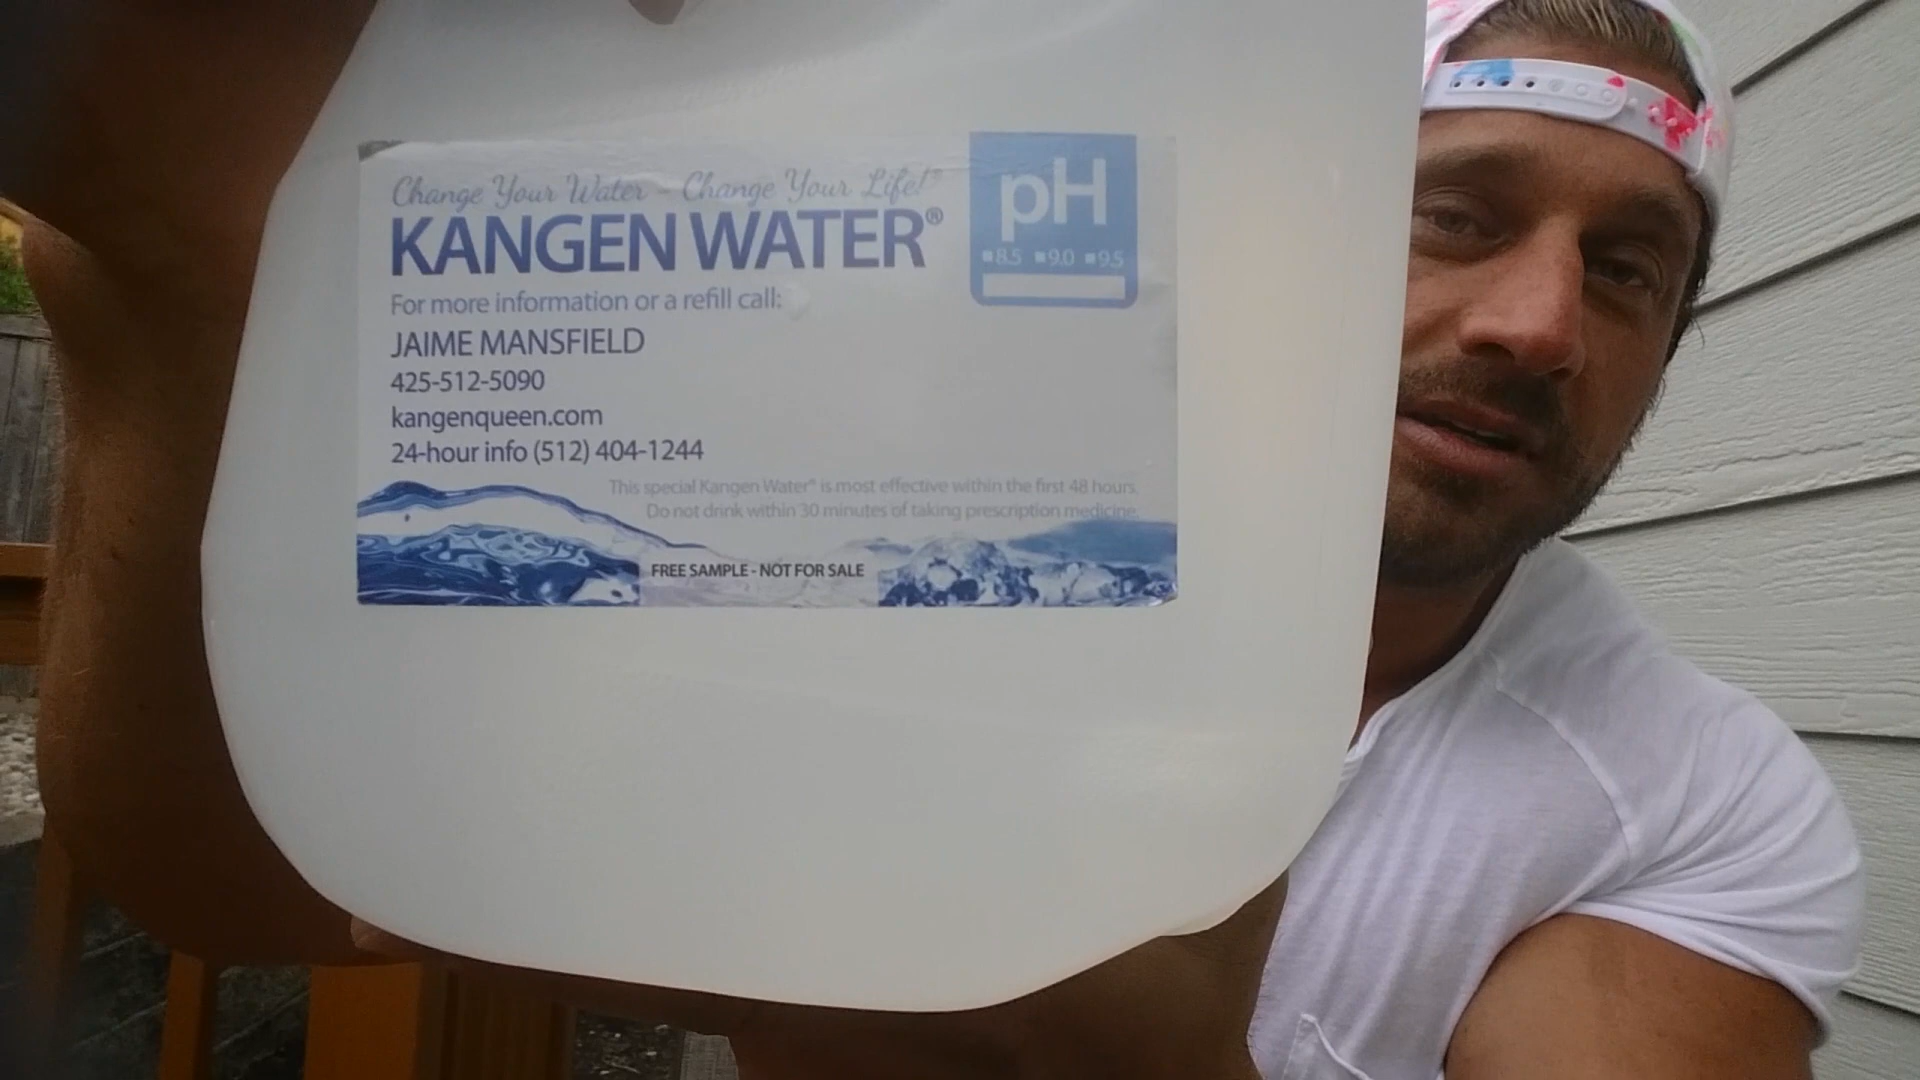 Change Your Water - Change Your Life!®
KANGEN WATER®
pH
8.5 9.0 9.5
For more information or a refill call:
JAIME MANSFIELD
425-512-5090
kangenqueen.com
24-hour info (512) 404-1244
This special Kangen Water® is most effective within the first 48 hours.
Do not drink within 30 minutes of taking prescription medicine.
FREE SAMPLE - NOT FOR SALE